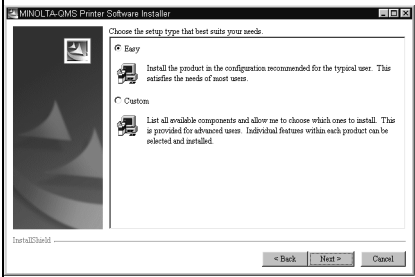 MINOLTA-QMS Printer Software Installer
Choose the setup type that best suits your needs.
Easy
Install the product in the configuration recommended for the typical user. This
satisfies the needs of most users.
Custom
List all available components and allow me to choose which ones to install. This
is provided for advanced users. Individual features within each product can be
selected and installed.
InstallShield
< Back Next > Cancel